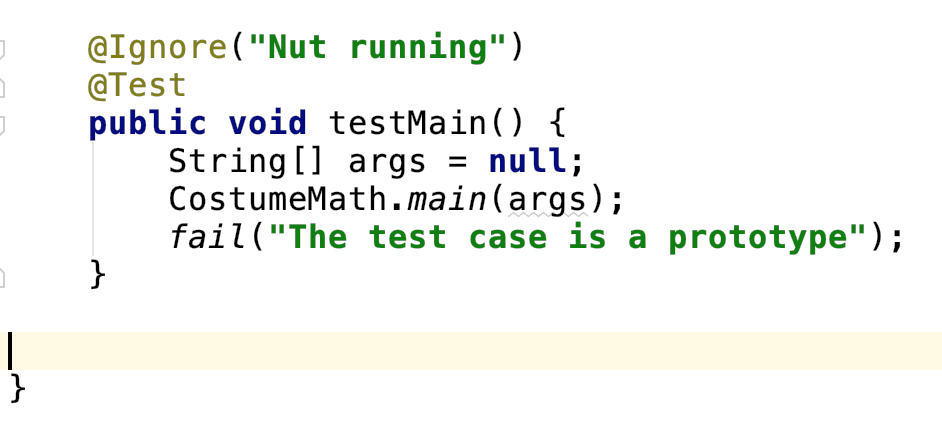 @Ignore("Nut running")
@Test
public void testMain() {
String[] args = null;
CostumeMath.main(args);
fail("The test case is a prototype");
}
}